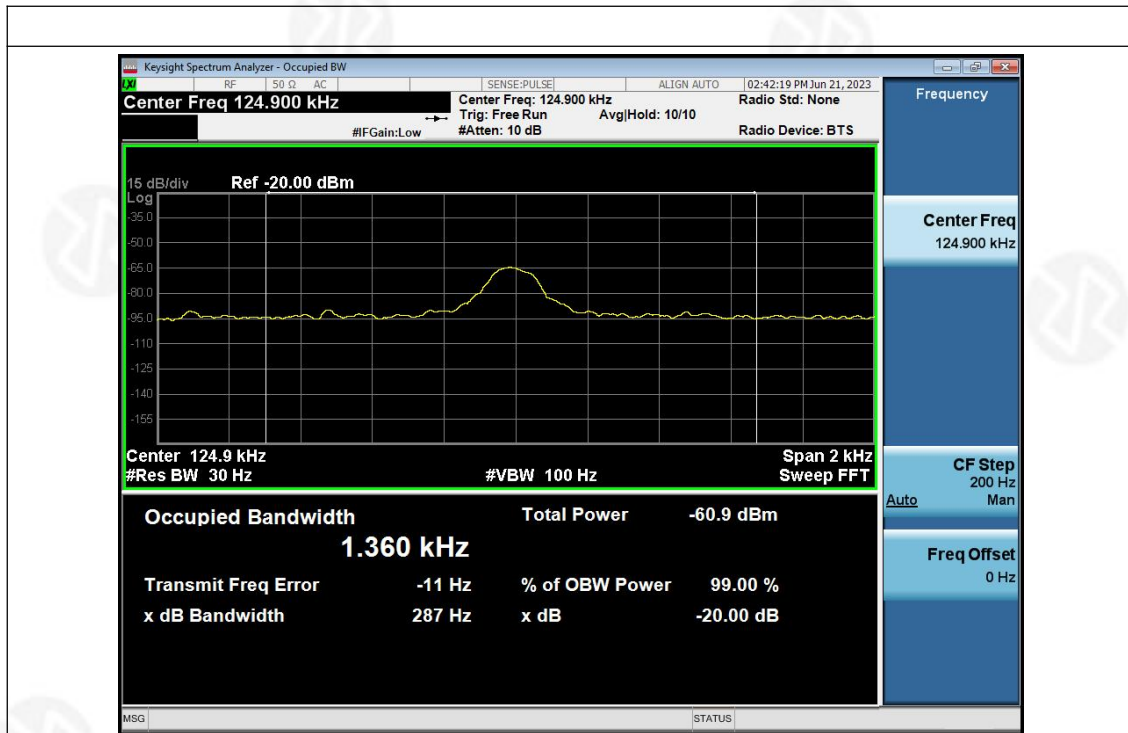 Keysight Spectrum Analyzer - Occupied BW
LXI RF 50 Ω AC SENSE:PULSE ALIGN AUTO 02:42:19 PM Jun 21, 2023
Center Freq 124.900 kHz
Center Freq: 124.900 kHz Radio Std: None
Trig: Free Run Avg|Hold: 10/10
#IFGain:Low #Atten: 10 dB Radio Device: BTS
15 dB/div Ref -20.00 dBm
Log
-35.0
-50.0
-65.0
-80.0
-95.0
-110
-125
-140
-155
Center 124.9 kHz Span 2 kHz
#Res BW 30 Hz #VBW 100 Hz Sweep FFT
Occupied Bandwidth Total Power -60.9 dBm
1.360 kHz
Transmit Freq Error -11 Hz % of OBW Power 99.00 %
x dB Bandwidth 287 Hz x dB -20.00 dB
MSG STATUS
Frequency
Center Freq
124.900 kHz
CF Step
200 Hz
Auto Man
Freq Offset
0 Hz